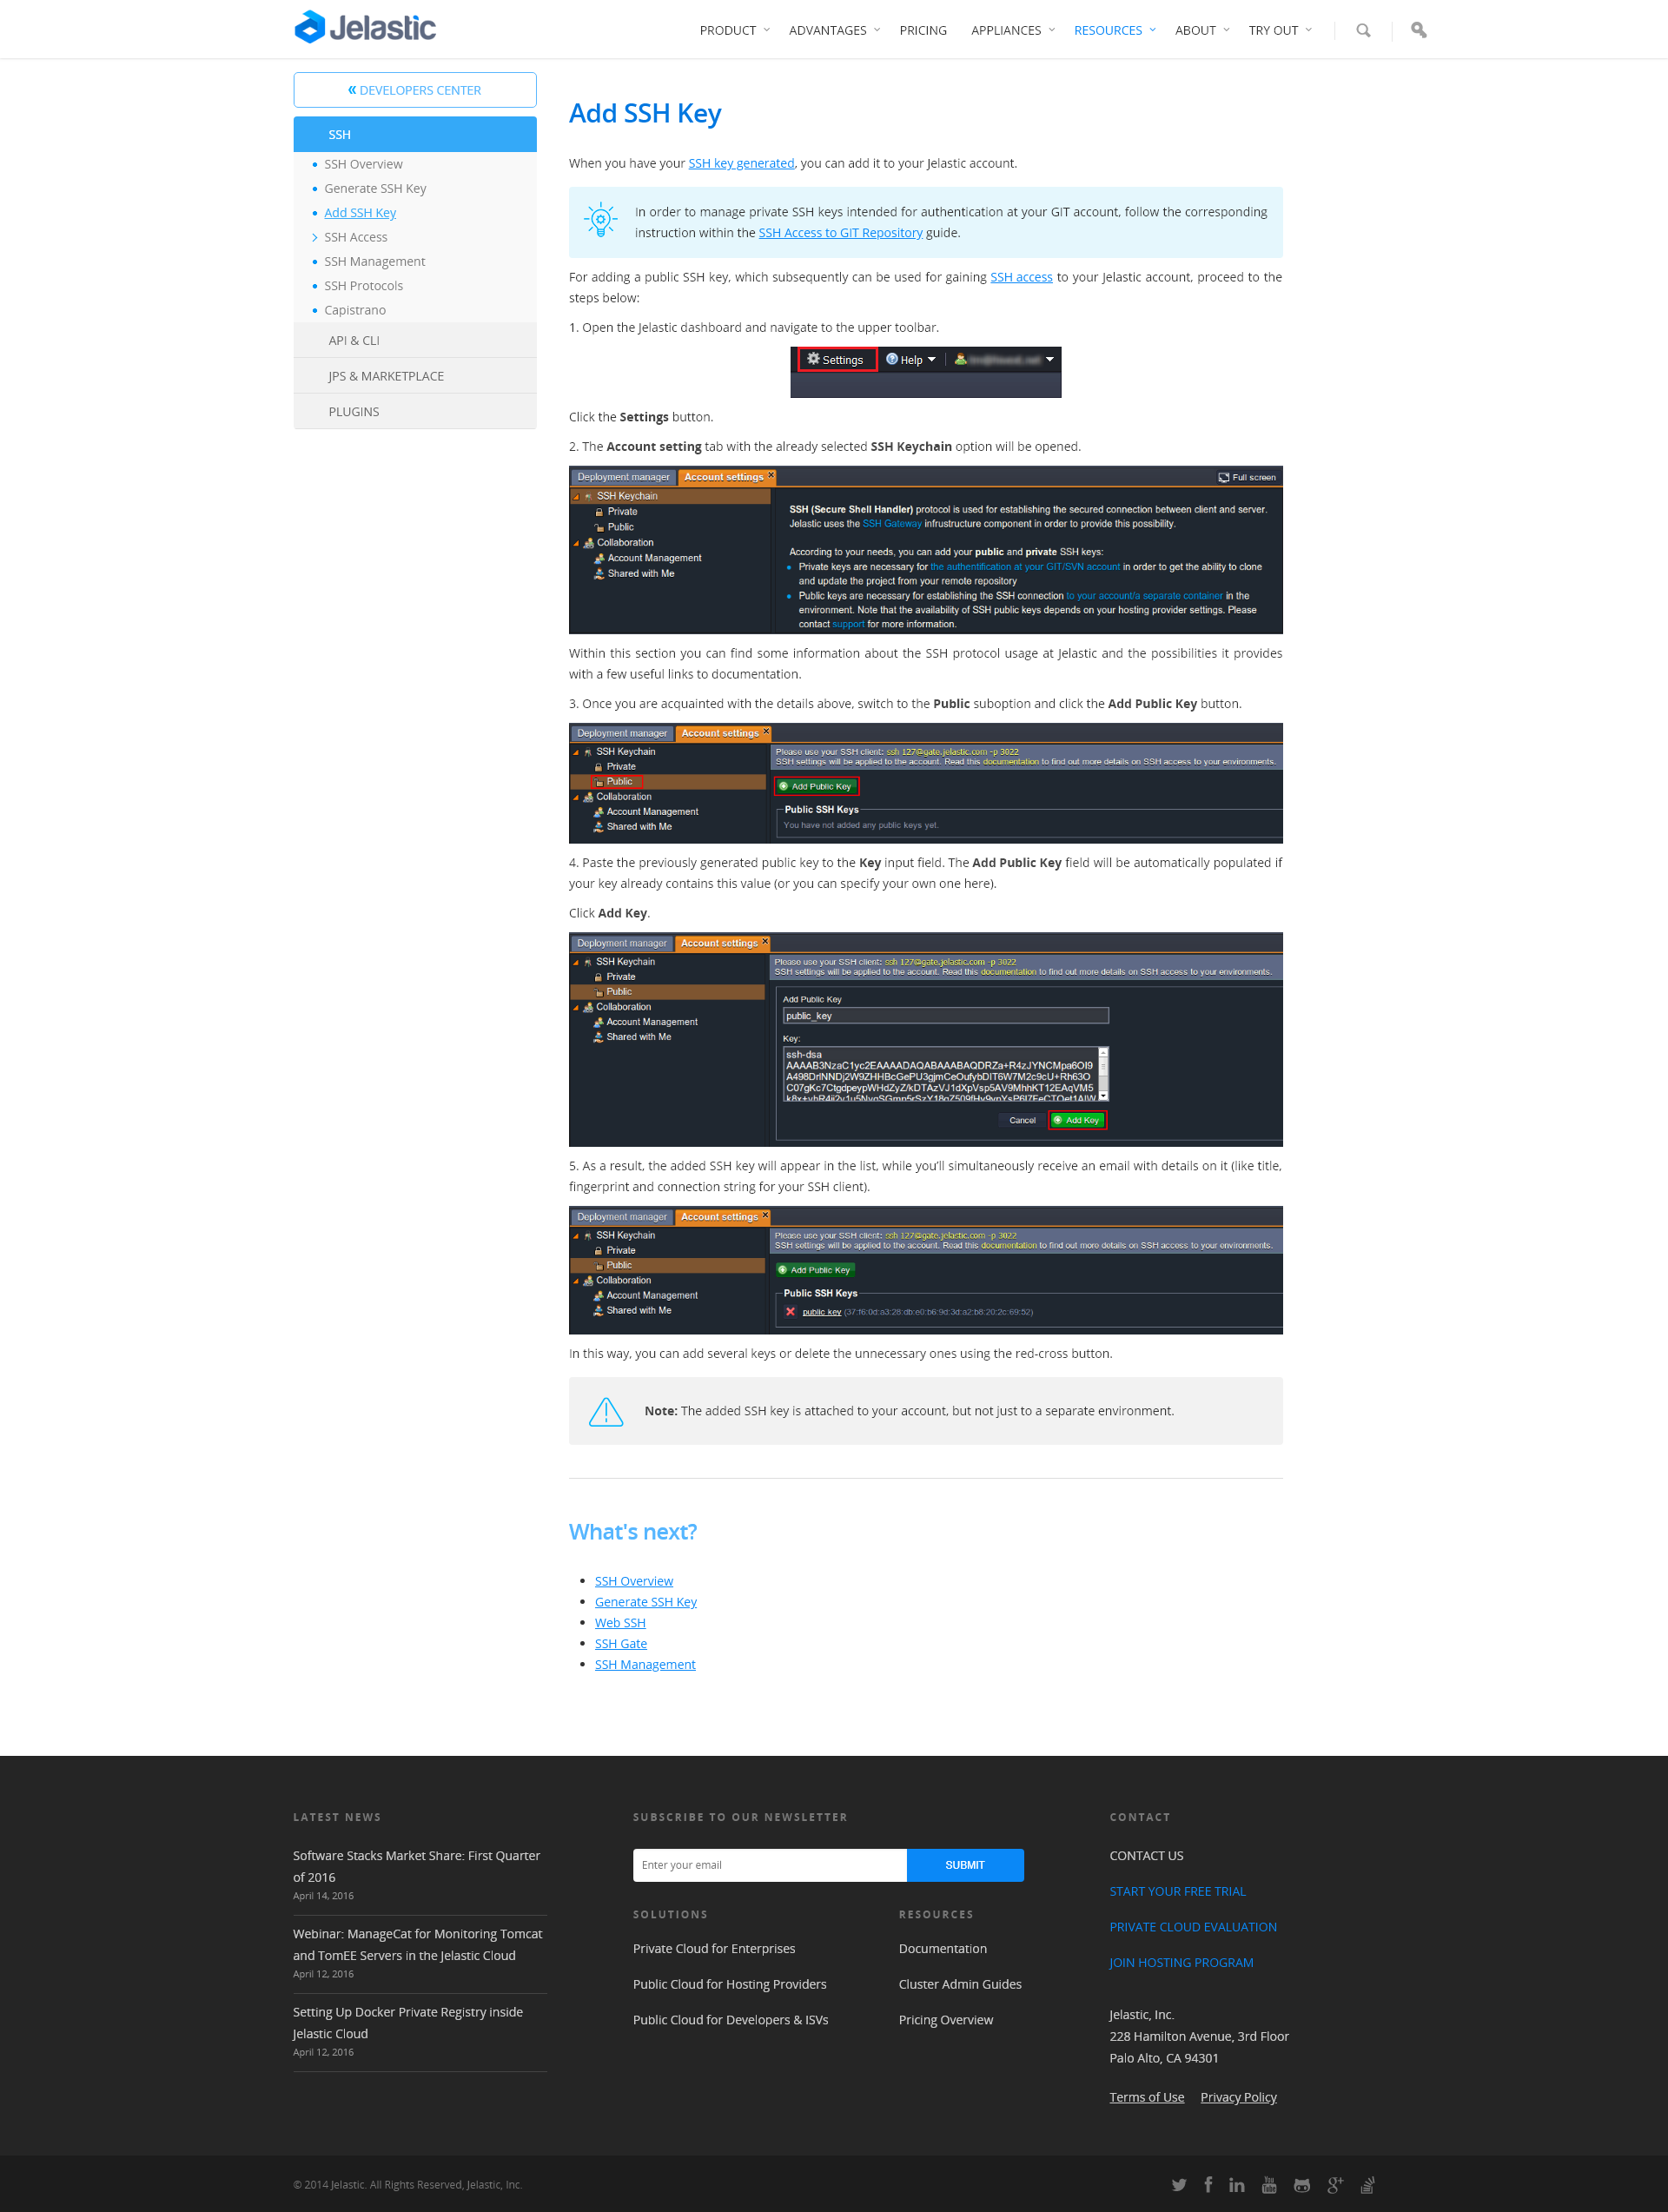 Jelastic
PRODUCT ADVANTAGES PRICING APPLIANCES RESOURCES ABOUT TRY OUT
« DEVELOPERS CENTER
SSH
SSH Overview
Generate SSH Key
Add SSH Key
SSH Access
SSH Management
SSH Protocols
Capistrano
API & CLI
JPS & MARKETPLACE
PLUGINS
Add SSH Key
When you have your SSH key generated, you can add it to your Jelastic account.
In order to manage private SSH keys intended for authentication at your GIT account, follow the corresponding
instruction within the SSH Access to GIT Repository guide.
For adding a public SSH key, which subsequently can be used for gaining SSH access to your Jelastic account, proceed to the
steps below:
1. Open the Jelastic dashboard and navigate to the upper toolbar.
Settings Help
Click the Settings button.
2. The Account setting tab with the already selected SSH Keychain option will be opened.
Deployment manager Account settings Full screen
SSH Keychain
Private
Public
Collaboration
Account Management
Shared with Me
SSH (Secure Shell Handler) protocol is used for establishing the secured connection between client and server.
Jelastic uses the SSH Gateway infrustructure component in order to provide this possibility.
According to your needs, you can add your public and private SSH keys:
Private keys are necessary for the authentification at your GIT/SVN account in order to get the ability to clone
and update the project from your remote repository
Public keys are necessary for establishing the SSH connection to your account/a separate container in the
environment. Note that the availability of SSH public keys depends on your hosting provider settings. Please
contact support for more information.
Within this section you can find some information about the SSH protocol usage at Jelastic and the possibilities it provides
with a few useful links to documentation.
3. Once you are acquainted with the details above, switch to the Public suboption and click the Add Public Key button.
Deployment manager Account settings
SSH Keychain
Private
Public
Collaboration
Account Management
Shared with Me
Please use your SSH client: ssh 127@gate.jelastic.com -p 3022
SSH settings will be applied to the account. Read this documentation to find out more details on SSH access to your environments.
Add Public Key
Public SSH Keys
You have not added any public keys yet.
4. Paste the previously generated public key to the Key input field. The Add Public Key field will be automatically populated if
your key already contains this value (or you can specify your own one here).
Click Add Key.
Deployment manager Account settings
SSH Keychain
Private
Public
Collaboration
Account Management
Shared with Me
Please use your SSH client: ssh 127@gate.jelastic.com -p 3022
SSH settings will be applied to the account. Read this documentation to find out more details on SSH access to your environments.
Add Public Key
public_key
Key:
ssh-dsa
Cancel Add Key
5. As a result, the added SSH key will appear in the list, while you'll simultaneously receive an email with details on it (like title,
fingerprint and connection string for your SSH client).
Deployment manager Account settings
SSH Keychain
Private
Public
Collaboration
Account Management
Shared with Me
Please use your SSH client: ssh 127@gate.jelastic.com -p 3022
SSH settings will be applied to the account. Read this documentation to find out more details on SSH access to your environments.
Add Public Key
Public SSH Keys
public key (37:f6:0d:a3:28:db:e0:b6:9d:3d:a2:b8:20:2c:69:52)
In this way, you can add several keys or delete the unnecessary ones using the red-cross button.
Note: The added SSH key is attached to your account, but not just to a separate environment.
What's next?
SSH Overview
Generate SSH Key
Web SSH
SSH Gate
SSH Management
LATEST NEWS
Software Stacks Market Share: First Quarter
of 2016
April 14, 2016
Webinar: ManageCat for Monitoring Tomcat
and TomEE Servers in the Jelastic Cloud
April 12, 2016
Setting Up Docker Private Registry inside
Jelastic Cloud
April 12, 2016
SUBSCRIBE TO OUR NEWSLETTER
Enter your email SUBMIT
SOLUTIONS
Private Cloud for Enterprises
Public Cloud for Hosting Providers
Public Cloud for Developers & ISVs
RESOURCES
Documentation
Cluster Admin Guides
Pricing Overview
CONTACT
CONTACT US
START YOUR FREE TRIAL
PRIVATE CLOUD EVALUATION
JOIN HOSTING PROGRAM
Jelastic, Inc.
228 Hamilton Avenue, 3rd Floor
Palo Alto, CA 94301
Terms of Use Privacy Policy
© 2014 Jelastic. All Rights Reserved, Jelastic, Inc.